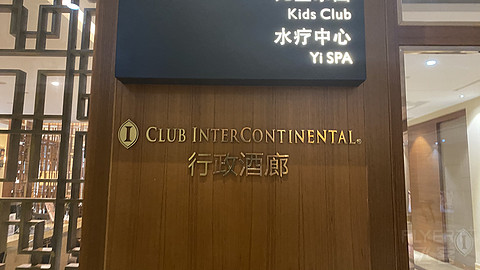 Kids Club
水疗中心
Yi SPA
I CLUB INTERCONTINENTAL®
行政酒廊